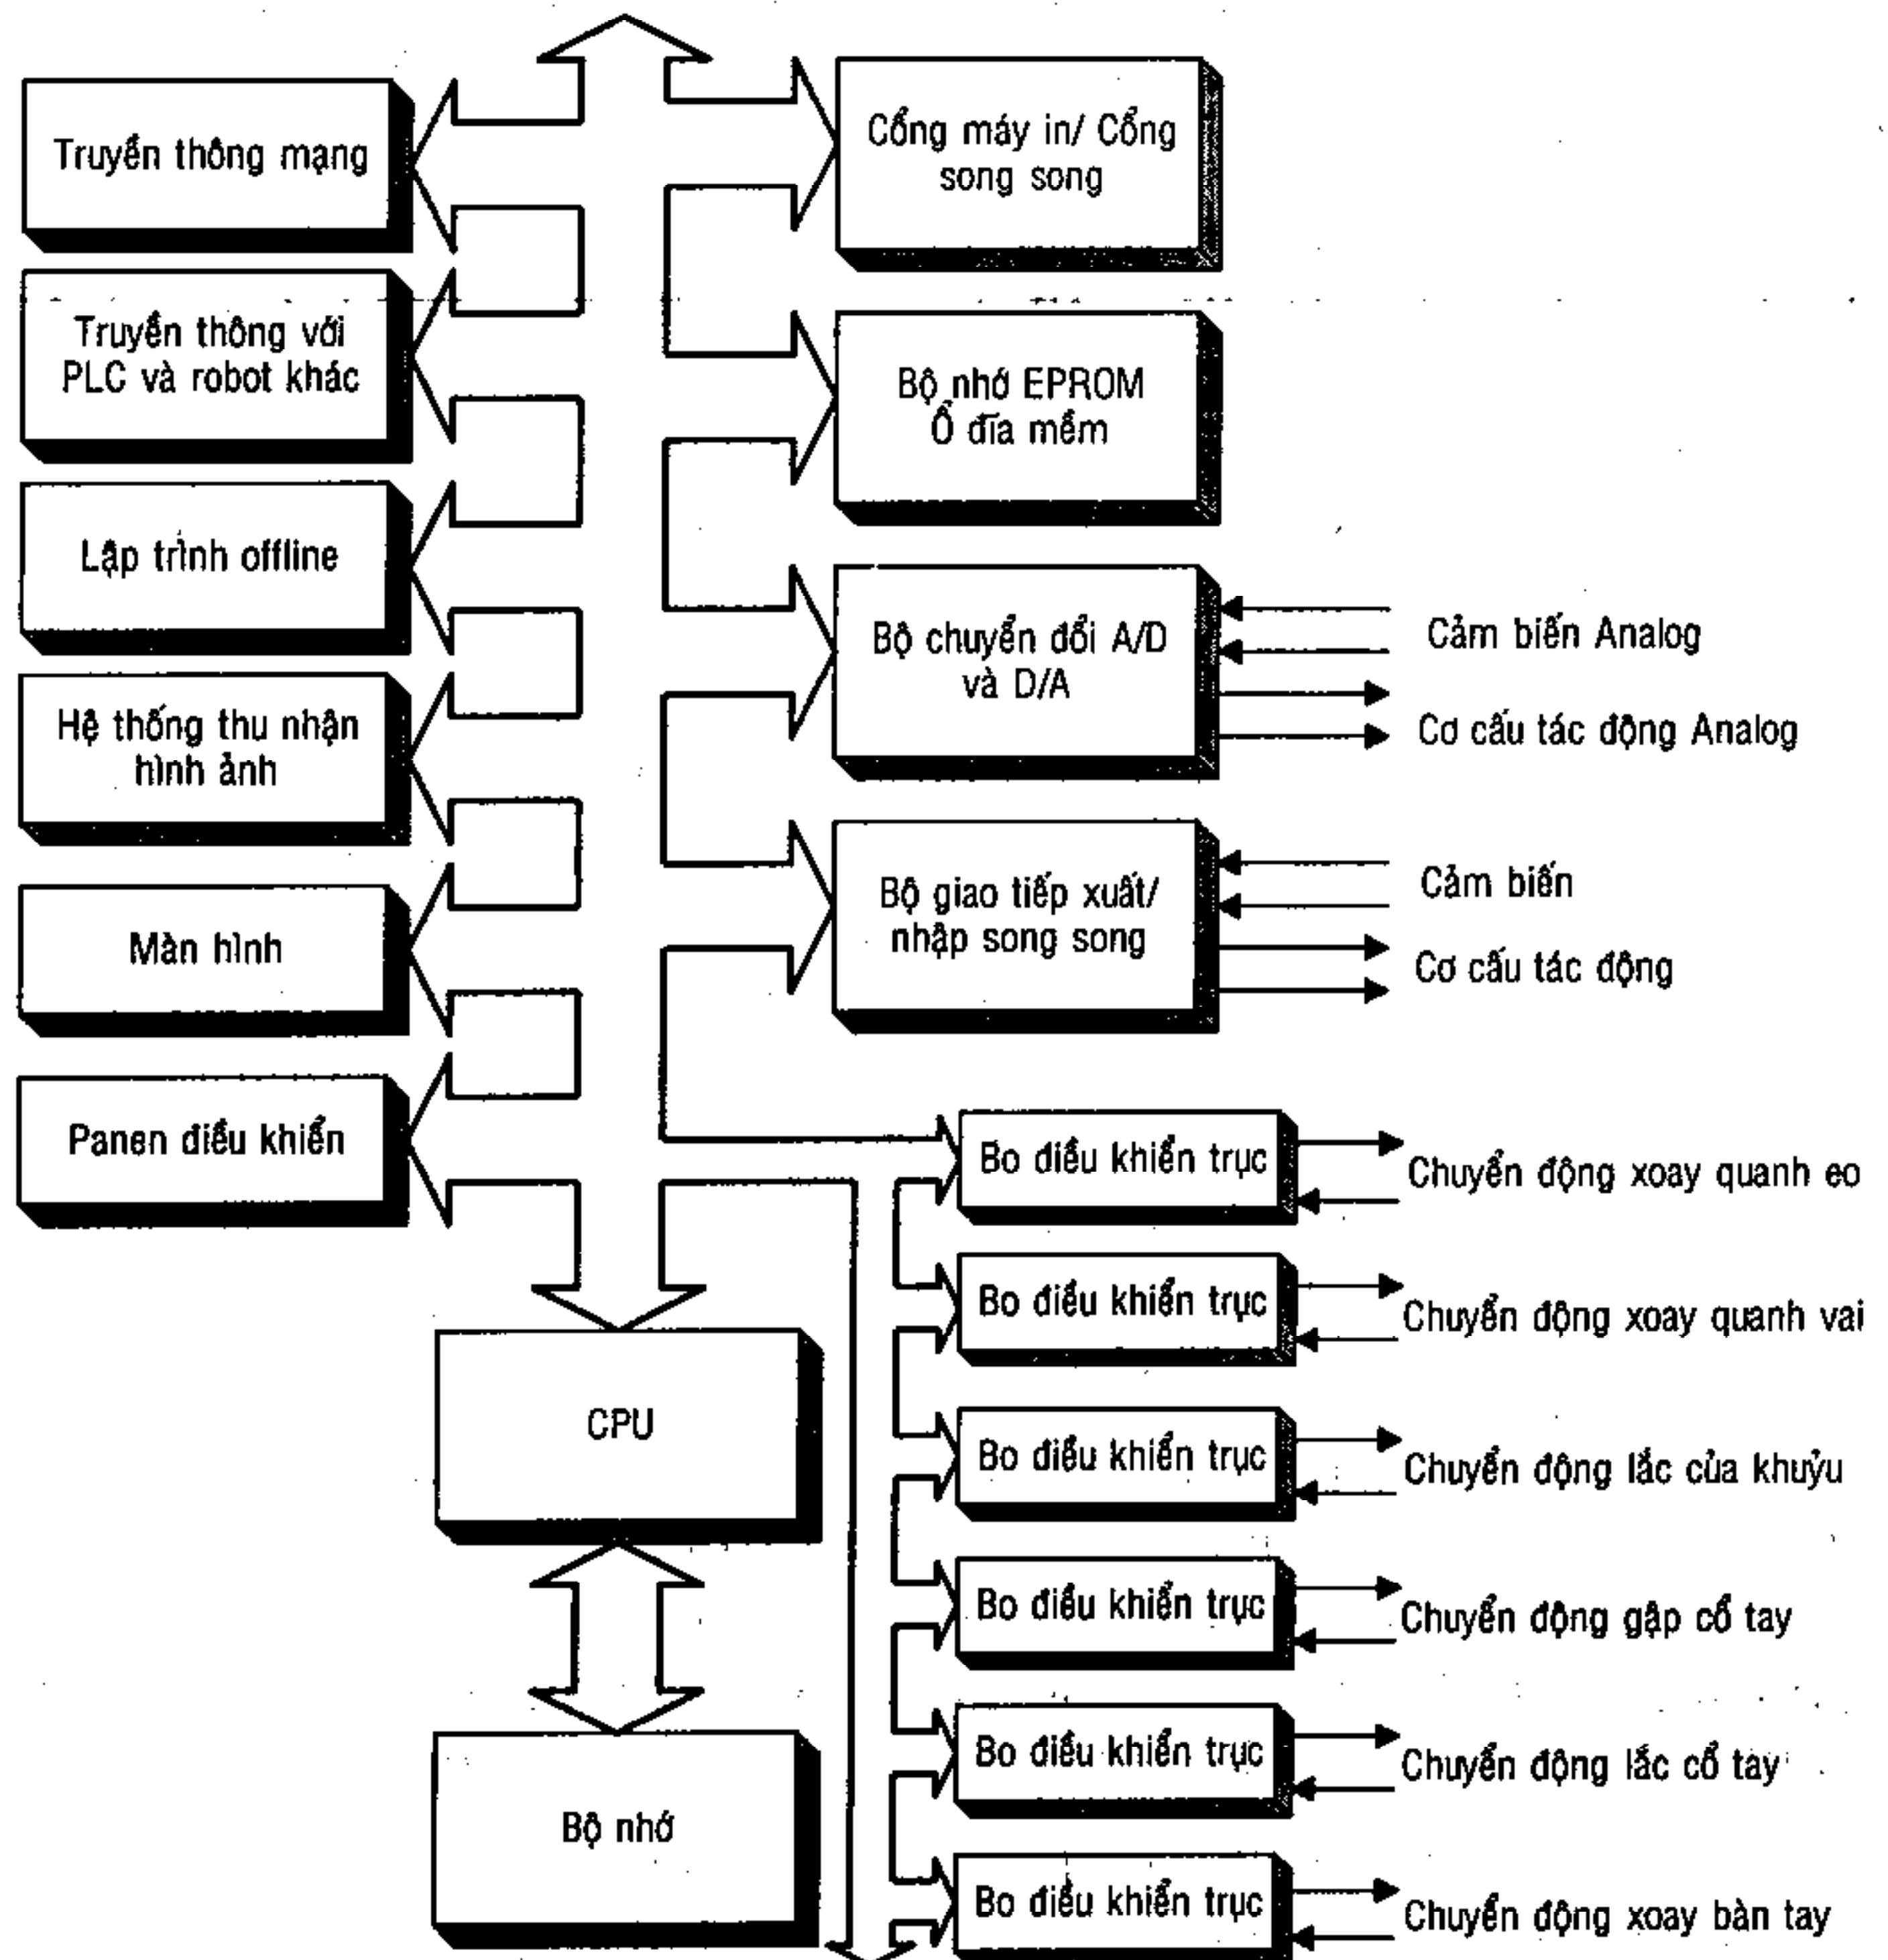 Truyền thông mạng
Truyền thông với
PLC và robot khác
Lập trình offline
Hệ thống thu nhận
hình ảnh
Màn hình
Panen điều khiển
CPU
Bộ nhớ
Cổng máy in/ Cổng
song song
Bộ nhớ EPROM
Ổ đĩa mềm
Bộ chuyển đổi A/D
và D/A
Cảm biến Analog
Cơ cấu tác động Analog
Bộ giao tiếp xuất/
nhập song song
Cảm biến
Cơ cấu tác động
Bo điều khiển trục
Chuyển động xoay quanh eo
Bo điều khiển trục
Chuyển động xoay quanh vai
Bo điều khiển trục
Chuyển động lắc của khuỷu
Bo điều khiển trục
Chuyển động gập cổ tay
Bo điều khiển trục
Chuyển động lắc cổ tay
Bo điều khiển trục
Chuyển động xoay bàn tay